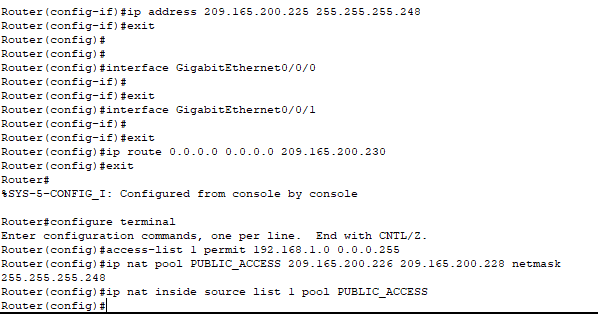 Router(config-if)#ip address 209.165.200.225 255.255.255.248
Router(config-if)#exit
Router(config)#
Router(config)#
Router(config)#interface GigabitEthernet0/0/0
Router(config-if)#
Router(config-if)#exit
Router(config)#interface GigabitEthernet0/0/1
Router(config-if)#
Router(config-if)#exit
Router(config)#ip route 0.0.0.0 0.0.0.0 209.165.200.230
Router(config)#exit
Router#
%SYS-5-CONFIG_I: Configured from console by console

Router#configure terminal
Enter configuration commands, one per line.  End with CNTL/Z.
Router(config)#access-list 1 permit 192.168.1.0 0.0.0.255
Router(config)#ip nat pool PUBLIC_ACCESS 209.165.200.226 209.165.200.228 netmask
255.255.255.248
Router(config)#ip nat inside source list 1 pool PUBLIC_ACCESS
Router(config)#